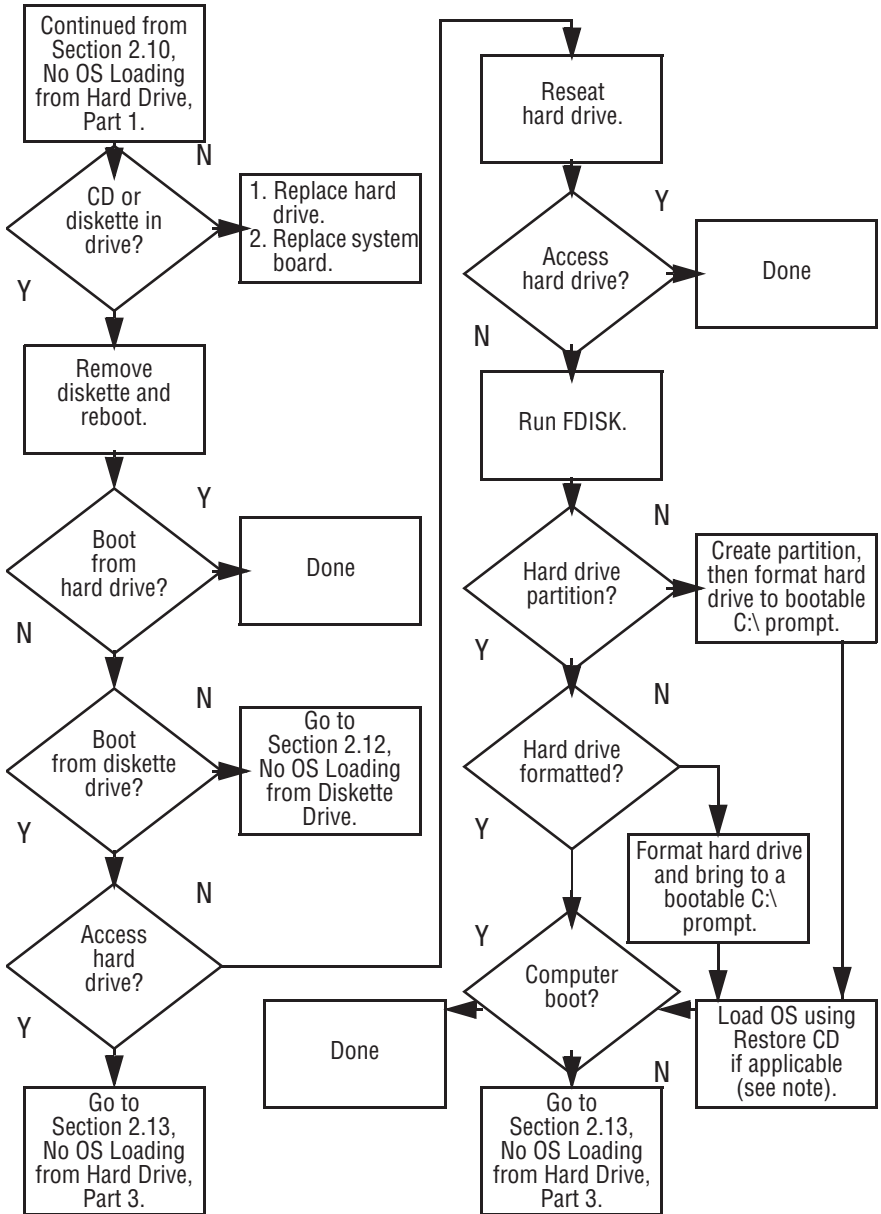 Continued from
Section 2.10,
No OS Loading
from Hard Drive,
Part 1.
N
CD or
diskette in
drive?
1. Replace hard
drive.
2. Replace system
board.
Y
Remove
diskette and
reboot.
Y
Boot
from
hard drive?
Done
N
N
Boot
from diskette
drive?
Go to
Section 2.12,
No OS Loading
from Diskette
Drive.
Y
N
Access
hard
drive?
Y
Go to
Section 2.13,
No OS Loading
from Hard Drive,
Part 3.
Reseat
hard drive.
Y
Access
hard drive?
Done
N
Run FDISK.
N
Hard drive
partition?
Create partition,
then format hard
drive to bootable
C:\ prompt.
Y
N
Hard drive
formatted?
Y
Format hard drive
and bring to a
bootable C:\
prompt.
Y
Computer
boot?
Done
Load OS using
Restore CD
if applicable
(see note).
N
Go to
Section 2.13,
No OS Loading
from Hard Drive,
Part 3.